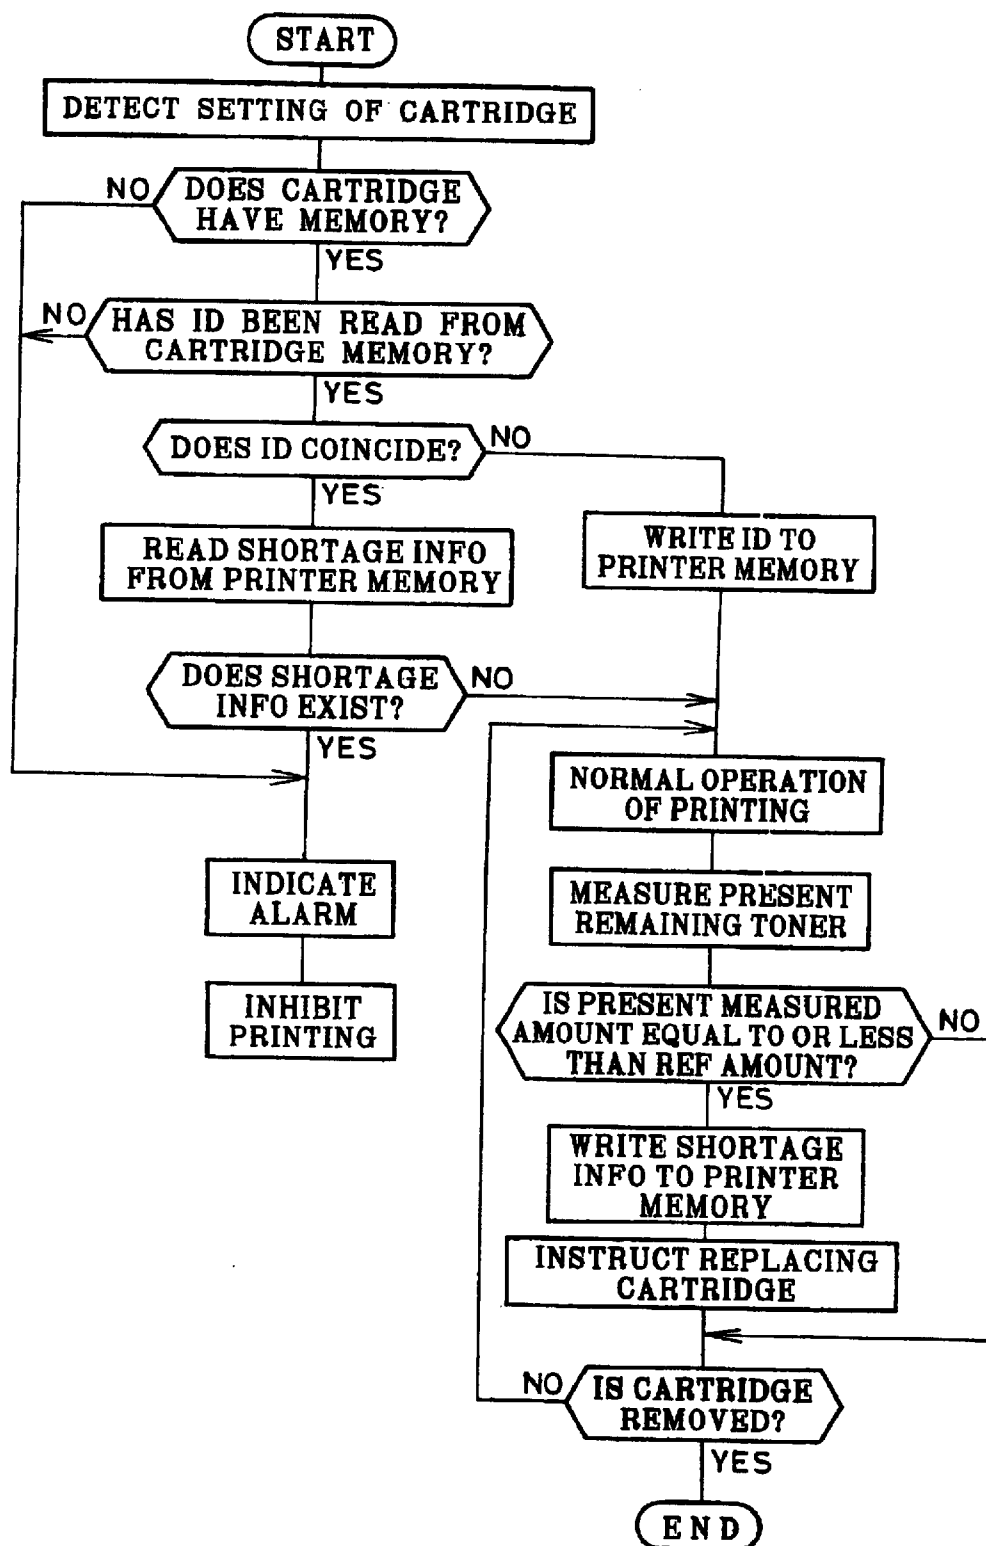 START
DETECT SETTING OF CARTRIDGE
NO
DOES CARTRIDGE
HAVE MEMORY?
YES
NO
HAS ID BEEN READ FROM
CARTRIDGE MEMORY?
YES
DOES ID COINCIDE?
NO
YES
READ SHORTAGE INFO
FROM PRINTER MEMORY
WRITE ID TO
PRINTER MEMORY
DOES SHORTAGE
INFO EXIST?
NO
YES
INDICATE
ALARM
INHIBIT
PRINTING
NORMAL OPERATION
OF PRINTING
MEASURE PRESENT
REMAINING TONER
IS PRESENT MEASURED
AMOUNT EQUAL TO OR LESS
THAN REF AMOUNT?
NO
YES
WRITE SHORTAGE
INFO TO PRINTER
MEMORY
INSTRUCT REPLACING
CARTRIDGE
NO
IS CARTRIDGE
REMOVED?
YES
END